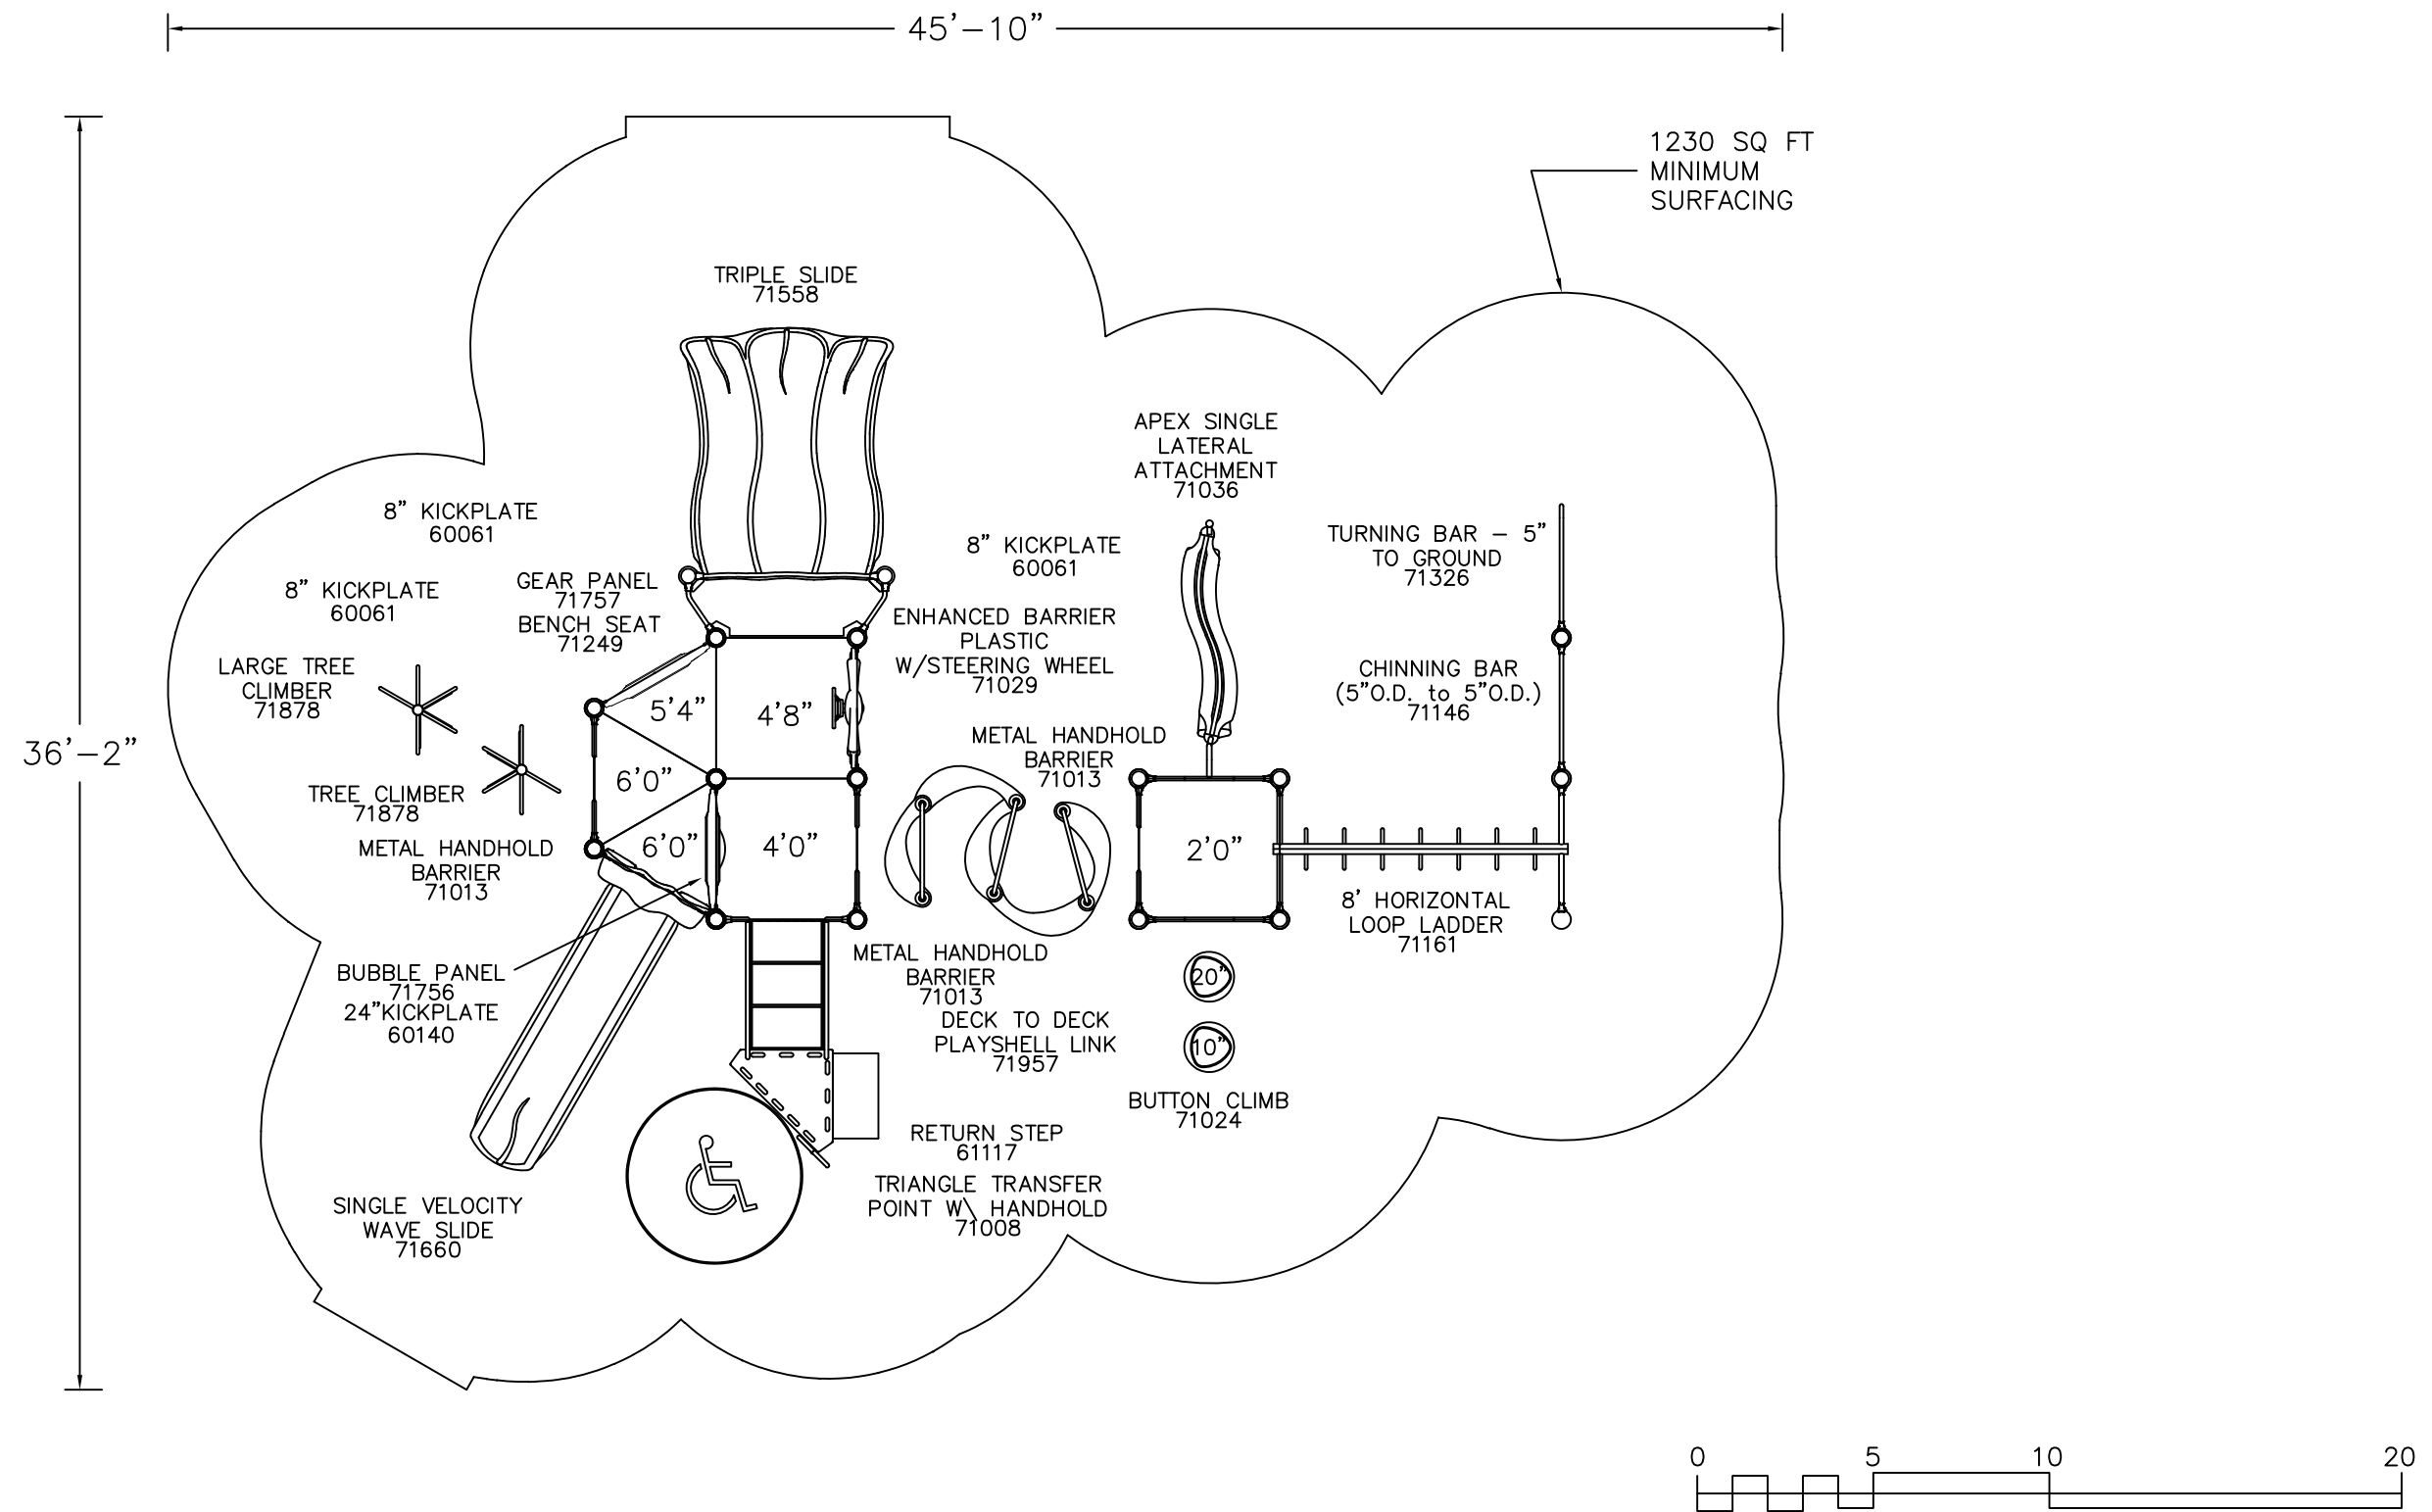 45'-10"
1230 SQ FT
MINIMUM
SURFACING
TRIPLE SLIDE
71558
APEX SINGLE
LATERAL
ATTACHMENT
71036
8" KICKPLATE
60061
8" KICKPLATE
60061
TURNING BAR - 5"
TO GROUND
71326
8" KICKPLATE
60061
GEAR PANEL
71757
BENCH SEAT
71249
ENHANCED BARRIER
PLASTIC
W/STEERING WHEEL
71029
LARGE TREE
CLIMBER
71878
CHINNING BAR
(5"O.D. to 5"O.D.)
71146
5'4"
4'8"
36'-2"
METAL HANDHOLD
BARRIER
71013
6'0"
TREE CLIMBER
71878
6'0"
4'0"
2'0"
METAL HANDHOLD
BARRIER
71013
8' HORIZONTAL
LOOP LADDER
71161
METAL HANDHOLD
BARRIER
71013
BUBBLE PANEL
71756
24"KICKPLATE
60140
20"
DECK TO DECK
PLAYSHELL LINK
71957
10"
BUTTON CLIMB
71024
RETURN STEP
61117
TRIANGLE TRANSFER
POINT W\ HANDHOLD
71008
SINGLE VELOCITY
WAVE SLIDE
71660
0 5 10 20